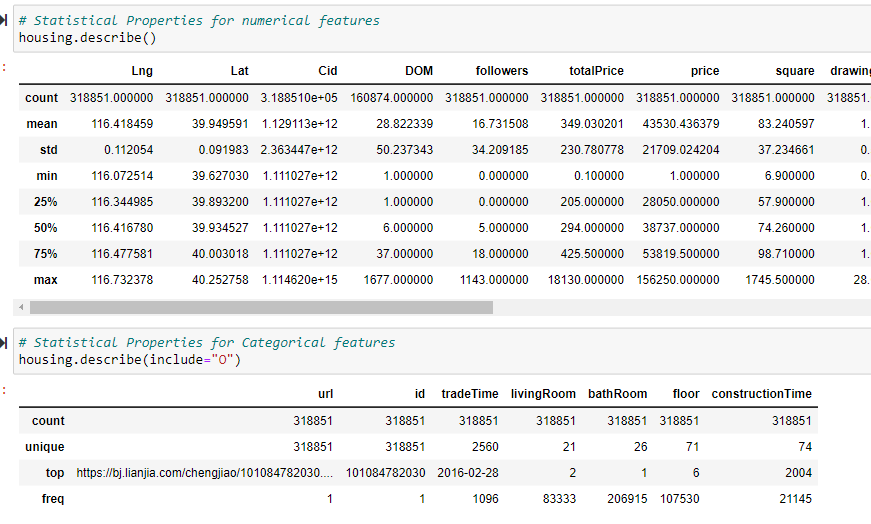 # Statistical Properties for numerical features
housing.describe()
Lng Lat Cid DOM followers totalPrice price square drawing
count 318851.000000 318851.000000 3.188510e+05 160874.000000 318851.000000 318851.000000 318851.000000 318851.000000 318851.
mean 116.418459 39.949591 1.129113e+12 28.822339 16.731508 349.030201 43530.436379 83.240597 1.
std 0.112054 0.091983 2.363447e+12 50.237343 34.209185 230.780778 21709.024204 37.234661 0.
min 116.072514 39.627030 1.111027e+12 1.000000 0.000000 0.100000 1.000000 6.900000 0.
25% 116.344985 39.893200 1.111027e+12 1.000000 0.000000 205.000000 28050.000000 57.900000 1.
50% 116.416780 39.934527 1.111027e+12 6.000000 5.000000 294.000000 38737.000000 74.260000 1.
75% 116.477581 40.003018 1.111027e+12 37.000000 18.000000 425.500000 53819.500000 98.710000 1.
max 116.732378 40.252758 1.114620e+15 1677.000000 1143.000000 18130.000000 156250.000000 1745.500000 28.
# Statistical Properties for Categorical features
housing.describe(include="O")
url id tradeTime livingRoom bathRoom floor constructionTime
count 318851 318851 318851 318851 318851 318851 318851
unique 318851 318851 2560 21 26 71 74
top https://bj.lianjia.com/chengjiao/101084782030.... 101084782030 2016-02-28 2 1 6 2004
freq 1 1 1096 83333 206915 107530 21145